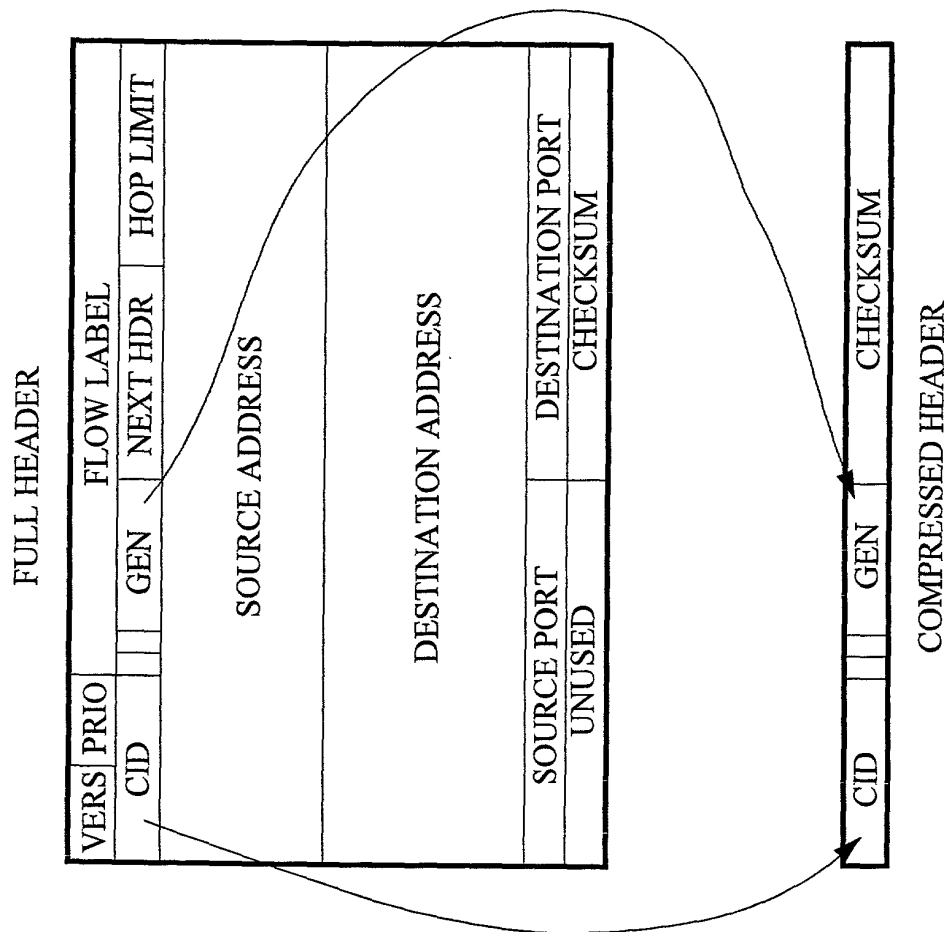 FULL HEADER
VERS PRIO FLOW LABEL
CID GEN NEXT HDR HOP LIMIT
SOURCE ADDRESS
DESTINATION ADDRESS
SOURCE PORT DESTINATION PORT
UNUSED CHECKSUM
CID GEN CHECKSUM
COMPRESSED HEADER